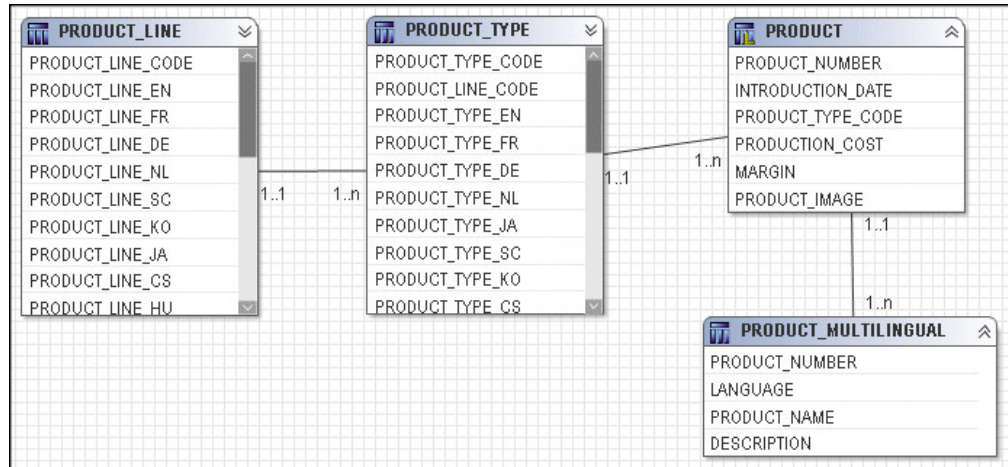 PRODUCT_LINE
PRODUCT_LINE_CODE
PRODUCT_LINE_EN
PRODUCT_LINE_FR
PRODUCT_LINE_DE
PRODUCT_LINE_NL
PRODUCT_LINE_SC
PRODUCT_LINE_KO
PRODUCT_LINE_JA
PRODUCT_LINE_CS
PRODUCT_LINE_HU
1..1
1..n
PRODUCT_TYPE
PRODUCT_TYPE_CODE
PRODUCT_LINE_CODE
PRODUCT_TYPE_EN
PRODUCT_TYPE_FR
PRODUCT_TYPE_DE
PRODUCT_TYPE_NL
PRODUCT_TYPE_JA
PRODUCT_TYPE_SC
PRODUCT_TYPE_KO
PRODUCT_TYPE_CS
1..1
1..n
PRODUCT
PRODUCT_NUMBER
INTRODUCTION_DATE
PRODUCT_TYPE_CODE
PRODUCTION_COST
MARGIN
PRODUCT_IMAGE
1..1
1..n
PRODUCT_MULTILINGUAL
PRODUCT_NUMBER
LANGUAGE
PRODUCT_NAME
DESCRIPTION